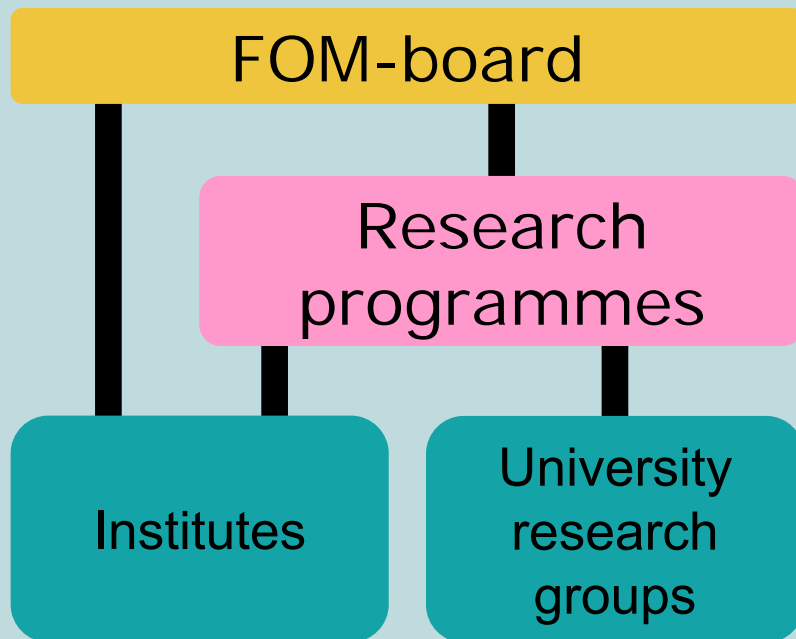 FOM-board
Research
programmes
Institutes
University
research
groups